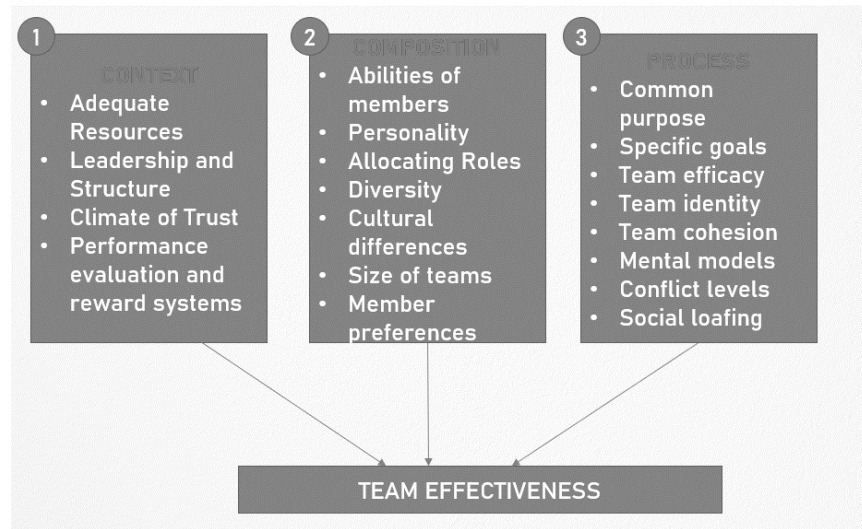 1
CONTEXT
• Adequate
Resources
• Leadership and
Structure
• Climate of Trust
• Performance
evaluation and
reward systems
2
COMPOSITION
• Abilities of
members
• Personality
• Allocating Roles
• Diversity
• Cultural
differences
• Size of teams
• Member
preferences
3
PROCESS
• Common
purpose
• Specific goals
• Team efficacy
• Team identity
• Team cohesion
• Mental models
• Conflict levels
• Social loafing
TEAM EFFECTIVENESS